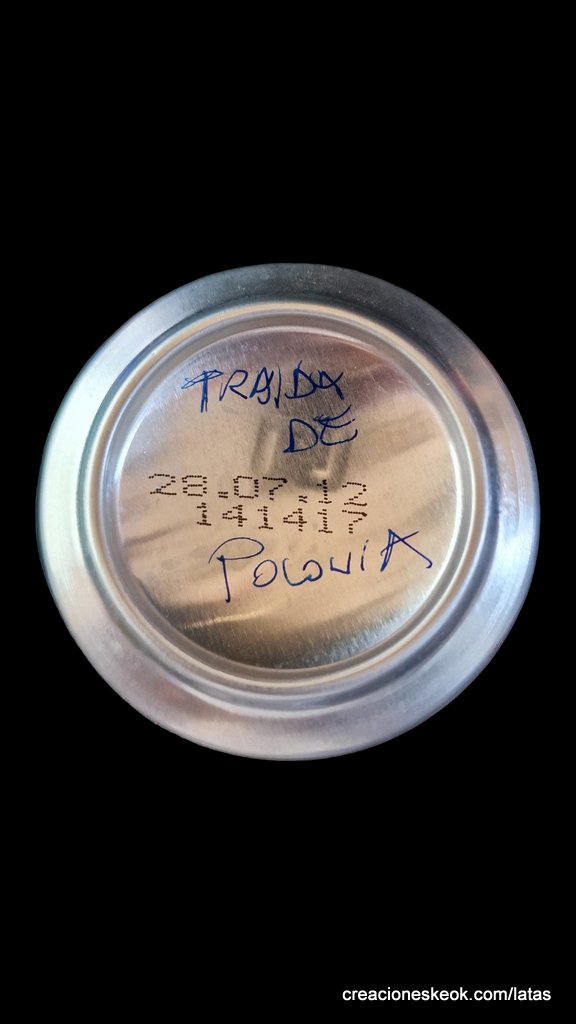 TRAIDA
DE
28.07.12
141417
POLONIA
creacioneskeok.com/latas